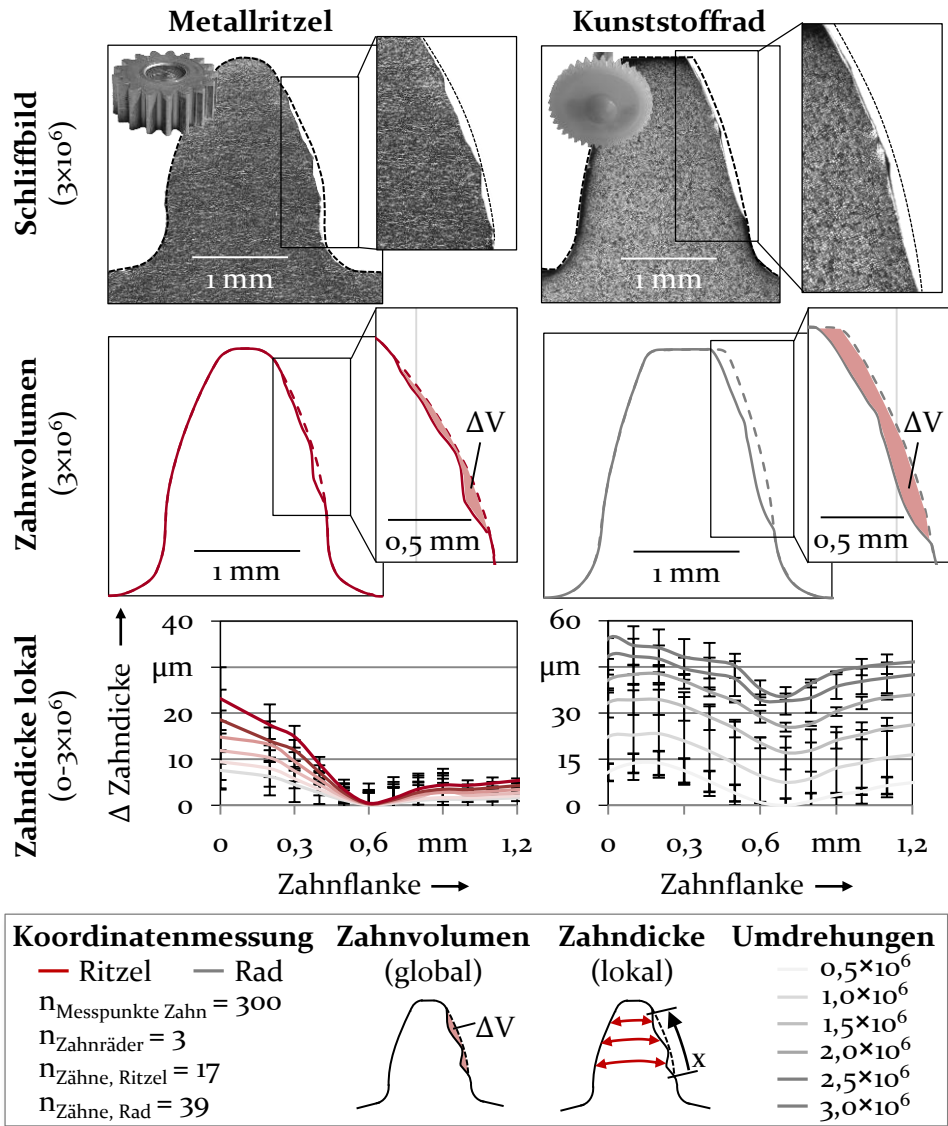 Metallritzel
Kunststoffrad
Schliffbild
(3×10⁶)
1 mm
1 mm
Zahnvolumen
(3×10⁶)
ΔV
0,5 mm
1 mm
ΔV
0,5 mm
1 mm
Zahndicke lokal
(0-3×10⁶)
Δ Zahndicke
40
µm
20
10
0
0 0,3 0,6 mm 1,2
Zahnflanke
60
µm
30
15
0
0 0,3 0,6 mm 1,2
Zahnflanke
Koordinatenmessung
Ritzel Rad
n Messpunkte Zahn = 300
n Zahnräder = 3
n Zähne, Ritzel = 17
n Zähne, Rad = 39
Zahnvolumen
(global)
ΔV
Zahndicke
(lokal)
x
Umdrehungen
0,5×10⁶
1,0×10⁶
1,5×10⁶
2,0×10⁶
2,5×10⁶
3,0×10⁶